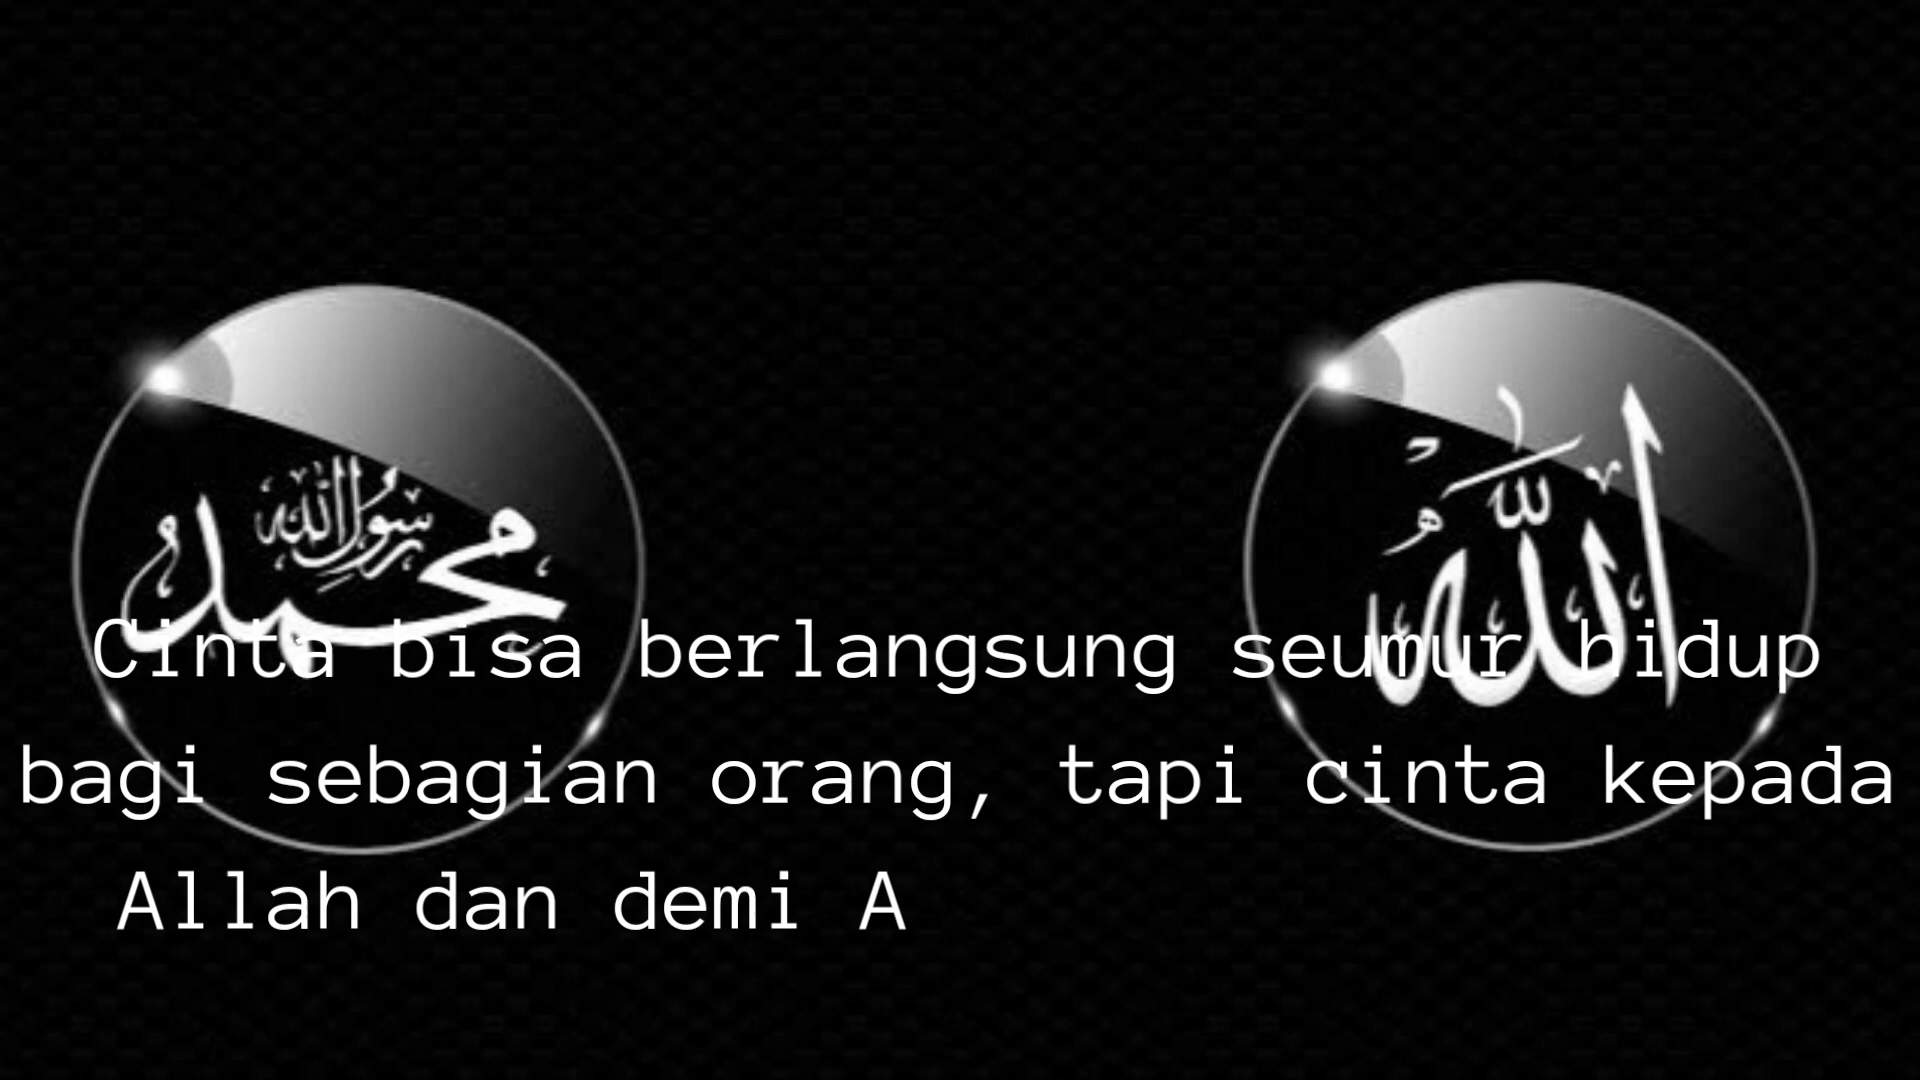 محمد
رسول الله
الله
Cinta bisa berlangsung seumur hidup
bagi sebagian orang, tapi cinta kepada
Allah dan demi A